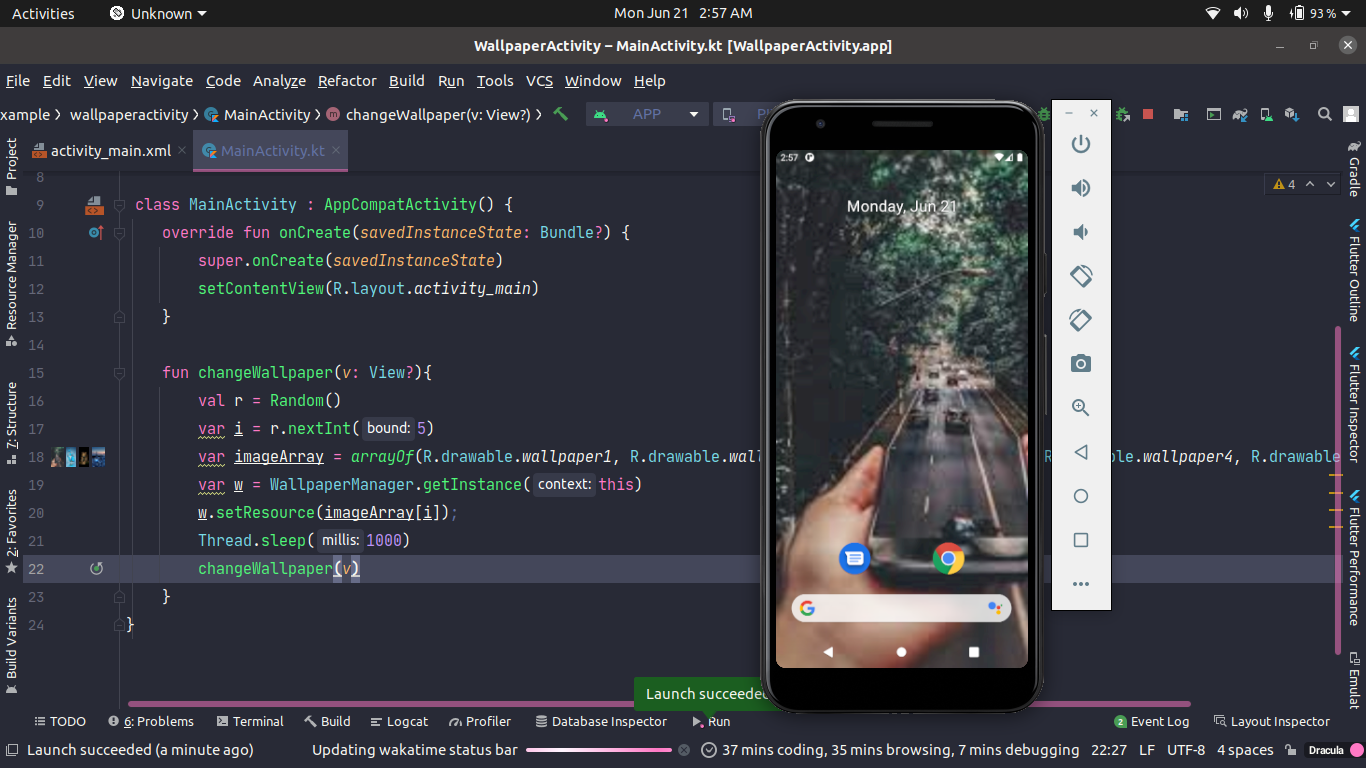 Activities
Unknown
Mon Jun 21 2:57 AM
93 %
WallpaperActivity – MainActivity.kt [WallpaperActivity.app]
File Edit View Navigate Code Analyze Refactor Build Run Tools VCS Window Help
xample
wallpaperactivity
MainActivity
changeWallpaper(v: View?)
APP
activity_main.xml
MainActivity.kt
4
8
9 class MainActivity : AppCompatActivity() {
10 override fun onCreate(savedInstanceState: Bundle?) {
11 super.onCreate(savedInstanceState)
12 setContentView(R.layout.activity_main)
13 }
14
15 fun changeWallpaper(v: View?){
16 val r = Random()
17 var i = r.nextInt( bound: 5)
18 var imageArray = arrayOf(R.drawable.wallpaper1, R.drawable.wal
able.wallpaper4, R.drawable
19 var w = WallpaperManager.getInstance( context: this)
20 w.setResource(imageArray[i]);
21 Thread.sleep( millis: 1000)
22 changeWallpaper(v)
23 }
24 }
Project
Resource Manager
7: Structure
2: Favorites
Build Variants
Gradle
Flutter Outline
Flutter Inspector
Flutter Performance
Emulat
2:57
Monday, Jun 21
Launch succeeded
TODO
6: Problems
Terminal
Build
Logcat
Profiler
Database Inspector
Run
2 Event Log
Layout Inspector
Launch succeeded (a minute ago)
Updating wakatime status bar
37 mins coding, 35 mins browsing, 7 mins debugging
22:27
LF
UTF-8
4 spaces
Dracula